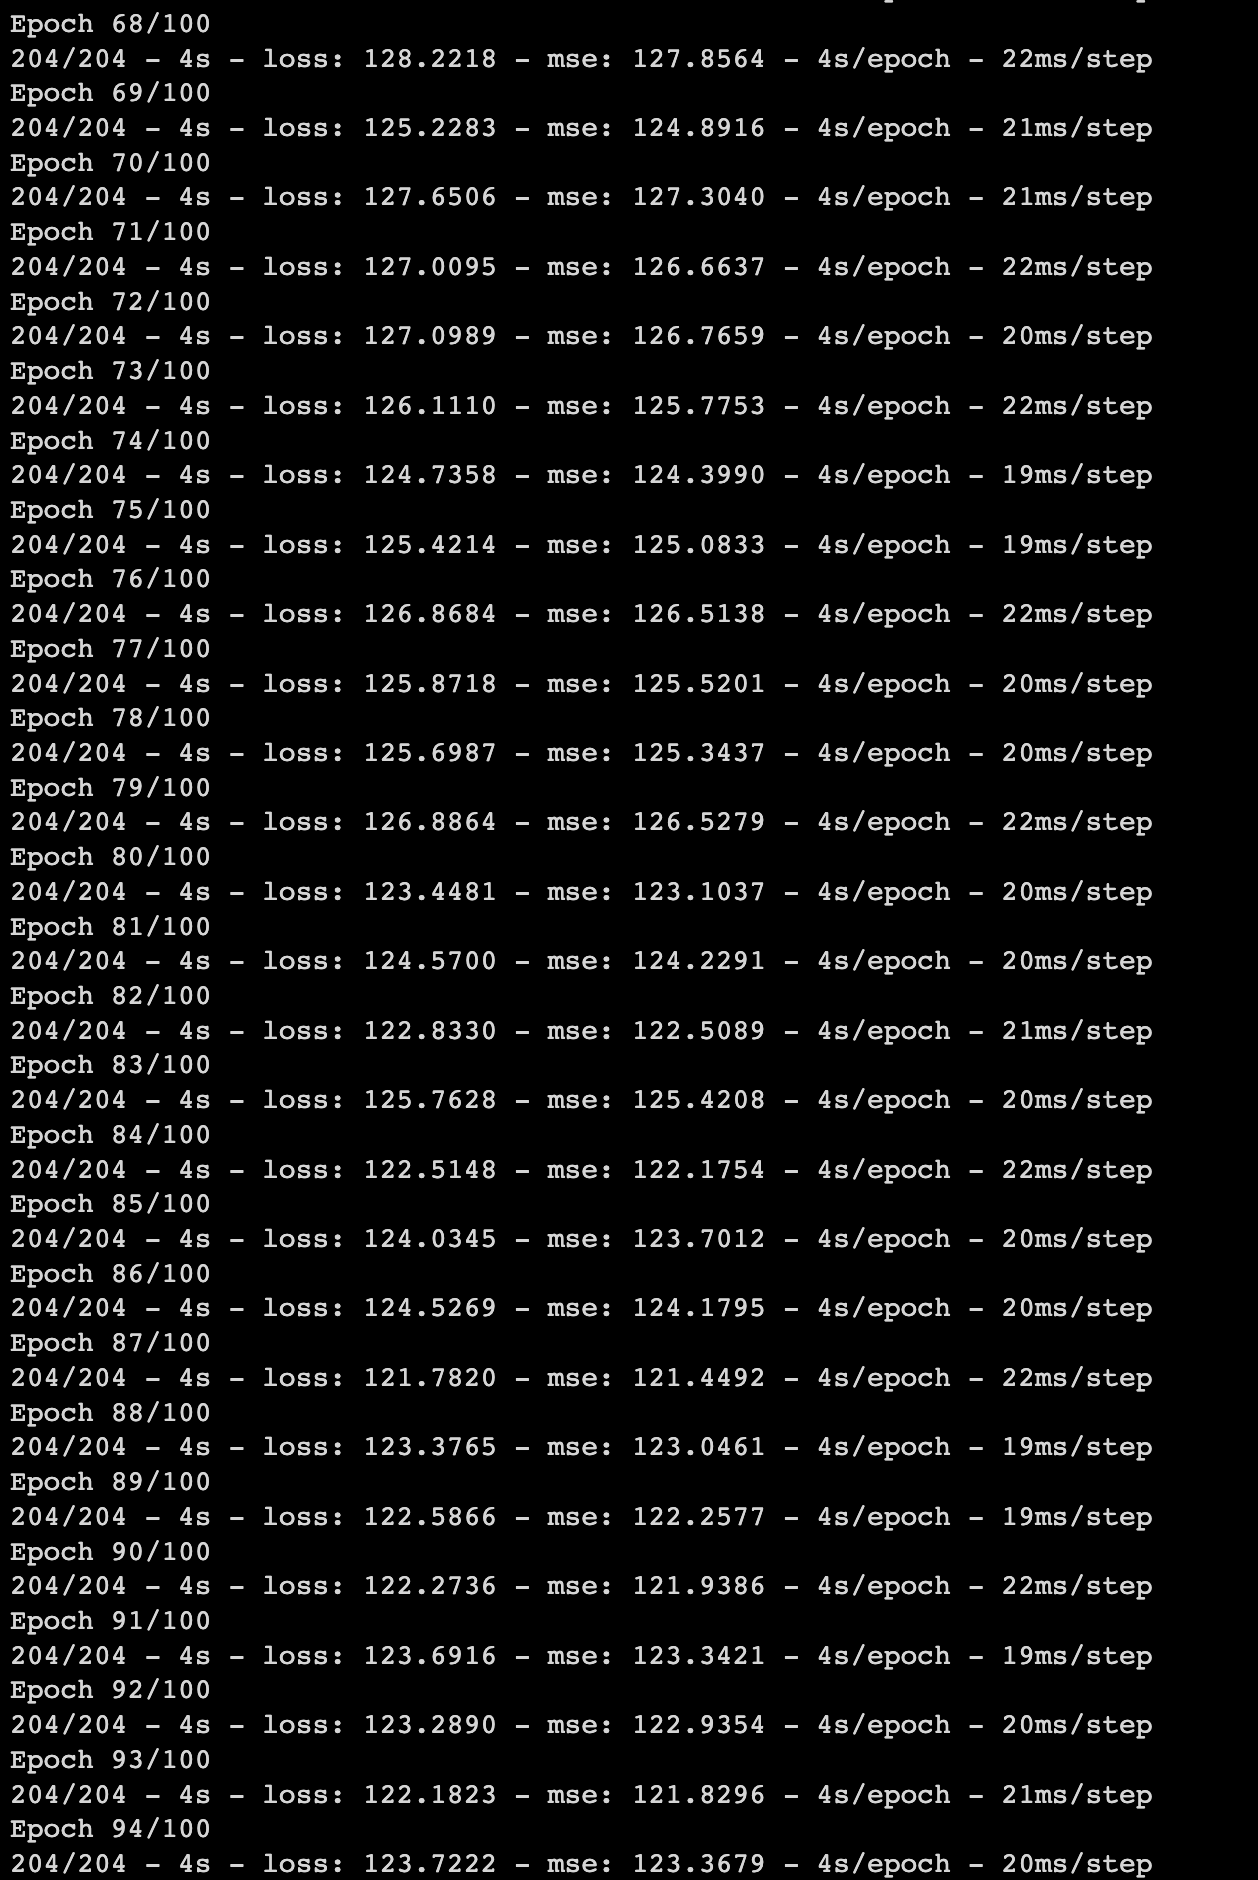 Epoch 68/100
204/204 - 4s - loss: 128.2218 - mse: 127.8564 - 4s/epoch - 22ms/step
Epoch 69/100
204/204 - 4s - loss: 125.2283 - mse: 124.8916 - 4s/epoch - 21ms/step
Epoch 70/100
204/204 - 4s - loss: 127.6506 - mse: 127.3040 - 4s/epoch - 21ms/step
Epoch 71/100
204/204 - 4s - loss: 127.0095 - mse: 126.6637 - 4s/epoch - 22ms/step
Epoch 72/100
204/204 - 4s - loss: 127.0989 - mse: 126.7659 - 4s/epoch - 20ms/step
Epoch 73/100
204/204 - 4s - loss: 126.1110 - mse: 125.7753 - 4s/epoch - 22ms/step
Epoch 74/100
204/204 - 4s - loss: 124.7358 - mse: 124.3990 - 4s/epoch - 19ms/step
Epoch 75/100
204/204 - 4s - loss: 125.4214 - mse: 125.0833 - 4s/epoch - 19ms/step
Epoch 76/100
204/204 - 4s - loss: 126.8684 - mse: 126.5138 - 4s/epoch - 22ms/step
Epoch 77/100
204/204 - 4s - loss: 125.8718 - mse: 125.5201 - 4s/epoch - 20ms/step
Epoch 78/100
204/204 - 4s - loss: 125.6987 - mse: 125.3437 - 4s/epoch - 20ms/step
Epoch 79/100
204/204 - 4s - loss: 126.8864 - mse: 126.5279 - 4s/epoch - 22ms/step
Epoch 80/100
204/204 - 4s - loss: 123.4481 - mse: 123.1037 - 4s/epoch - 20ms/step
Epoch 81/100
204/204 - 4s - loss: 124.5700 - mse: 124.2291 - 4s/epoch - 20ms/step
Epoch 82/100
204/204 - 4s - loss: 122.8330 - mse: 122.5089 - 4s/epoch - 21ms/step
Epoch 83/100
204/204 - 4s - loss: 125.7628 - mse: 125.4208 - 4s/epoch - 20ms/step
Epoch 84/100
204/204 - 4s - loss: 122.5148 - mse: 122.1754 - 4s/epoch - 22ms/step
Epoch 85/100
204/204 - 4s - loss: 124.0345 - mse: 123.7012 - 4s/epoch - 20ms/step
Epoch 86/100
204/204 - 4s - loss: 124.5269 - mse: 124.1795 - 4s/epoch - 20ms/step
Epoch 87/100
204/204 - 4s - loss: 121.7820 - mse: 121.4492 - 4s/epoch - 22ms/step
Epoch 88/100
204/204 - 4s - loss: 123.3765 - mse: 123.0461 - 4s/epoch - 19ms/step
Epoch 89/100
204/204 - 4s - loss: 122.5866 - mse: 122.2577 - 4s/epoch - 19ms/step
Epoch 90/100
204/204 - 4s - loss: 122.2736 - mse: 121.9386 - 4s/epoch - 22ms/step
Epoch 91/100
204/204 - 4s - loss: 123.6916 - mse: 123.3421 - 4s/epoch - 19ms/step
Epoch 92/100
204/204 - 4s - loss: 123.2890 - mse: 122.9354 - 4s/epoch - 20ms/step
Epoch 93/100
204/204 - 4s - loss: 122.1823 - mse: 121.8296 - 4s/epoch - 21ms/step
Epoch 94/100
204/204 - 4s - loss: 123.7222 - mse: 123.3679 - 4s/epoch - 20ms/step